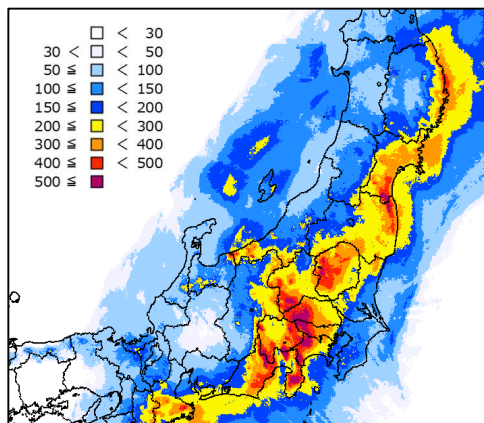 < 30
30 < < 50
50 ≦ < 100
100 ≦ < 150
150 ≦ < 200
200 ≦ < 300
300 ≦ < 400
400 ≦ < 500
500 ≦